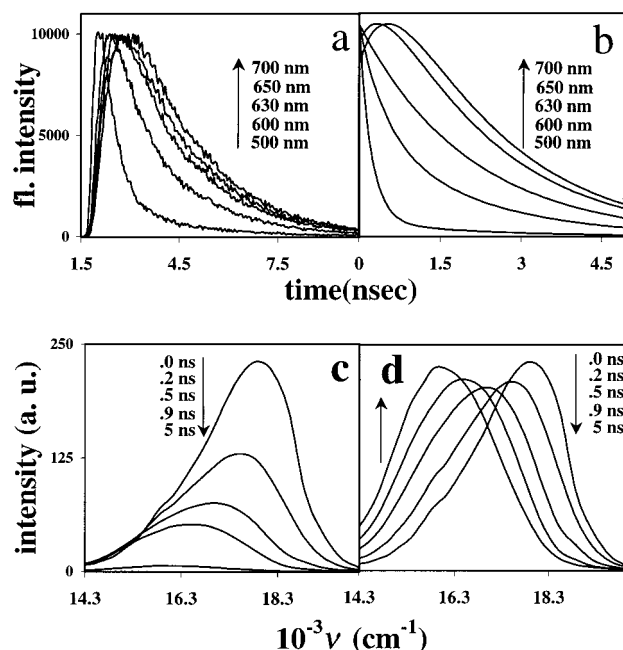 a
b
fl. intensity
10000
5000
0
700 nm
650 nm
630 nm
600 nm
500 nm
700 nm
650 nm
630 nm
600 nm
500 nm
1.5
4.5
7.5
0
1.5
3
4.5
time(nsec)
c
d
intensity (a. u.)
250
125
0
.0 ns
.2 ns
.5 ns
.9 ns
5 ns
.0 ns
.2 ns
.5 ns
.9 ns
5 ns
14.3
16.3
18.3
14.3
16.3
18.3
10⁻³ν (cm⁻¹)